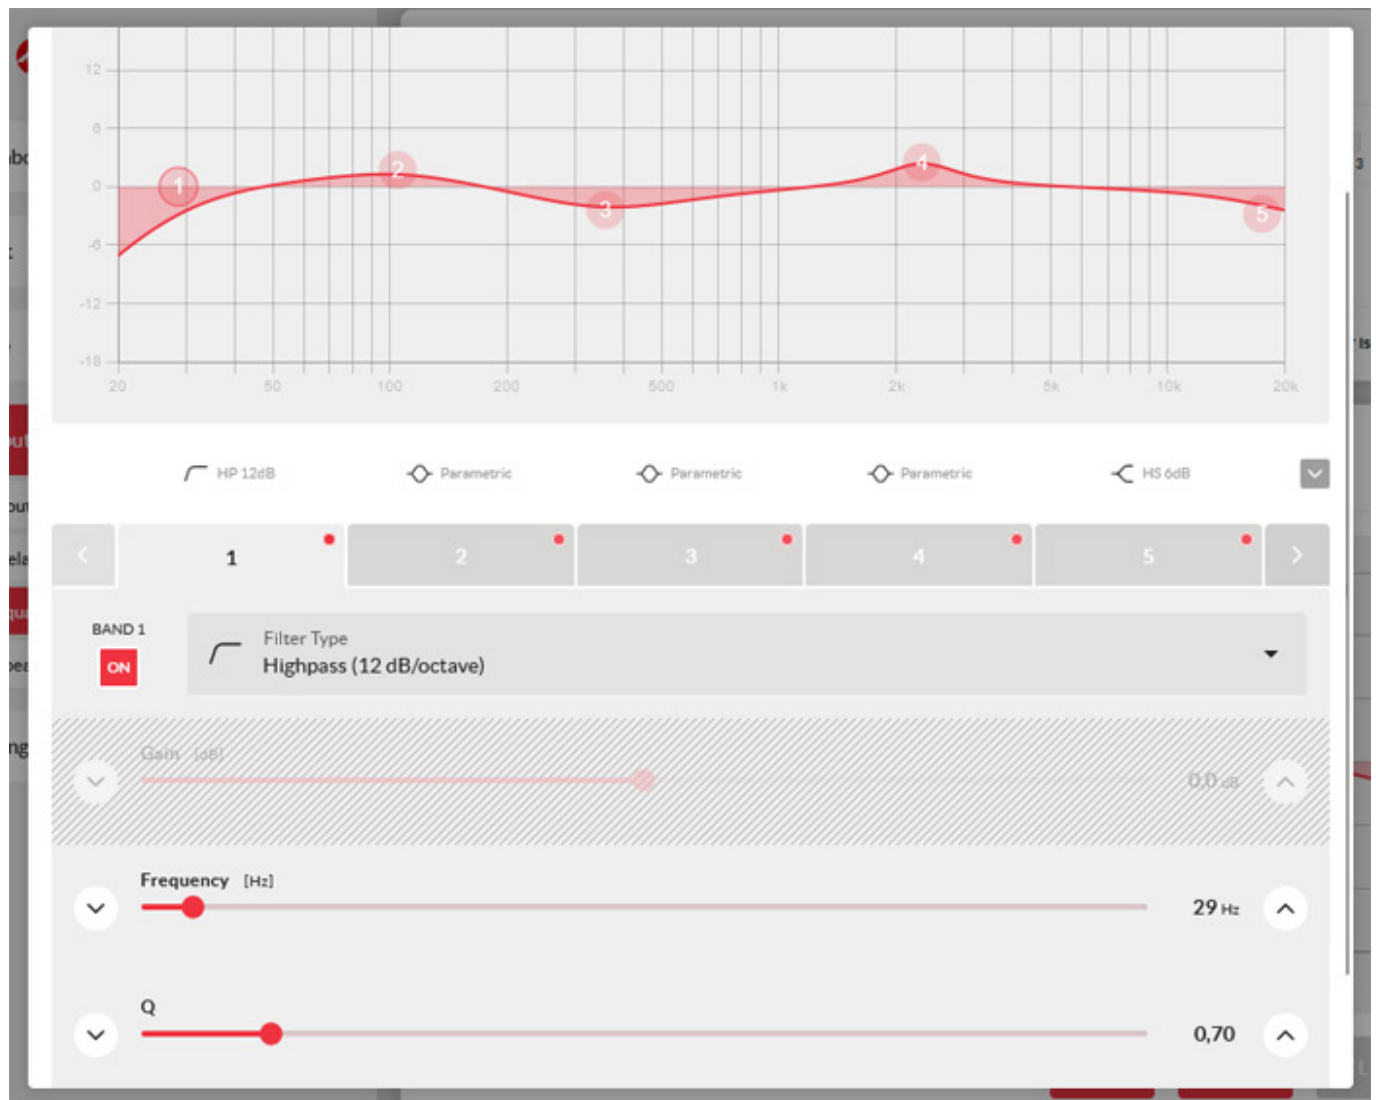 12
6
0
-6
-12
-18
1
2
3
4
5
20 50 100 200 500 1k 2k 5k 10k 20k
HP 12dB Parametric Parametric Parametric HS 6dB
1 2 3 4 5
BAND 1
ON
Filter Type
Highpass (12 dB/octave)
Gain [dB]
0,0 dB
Frequency [Hz]
29 Hz
Q
0,70